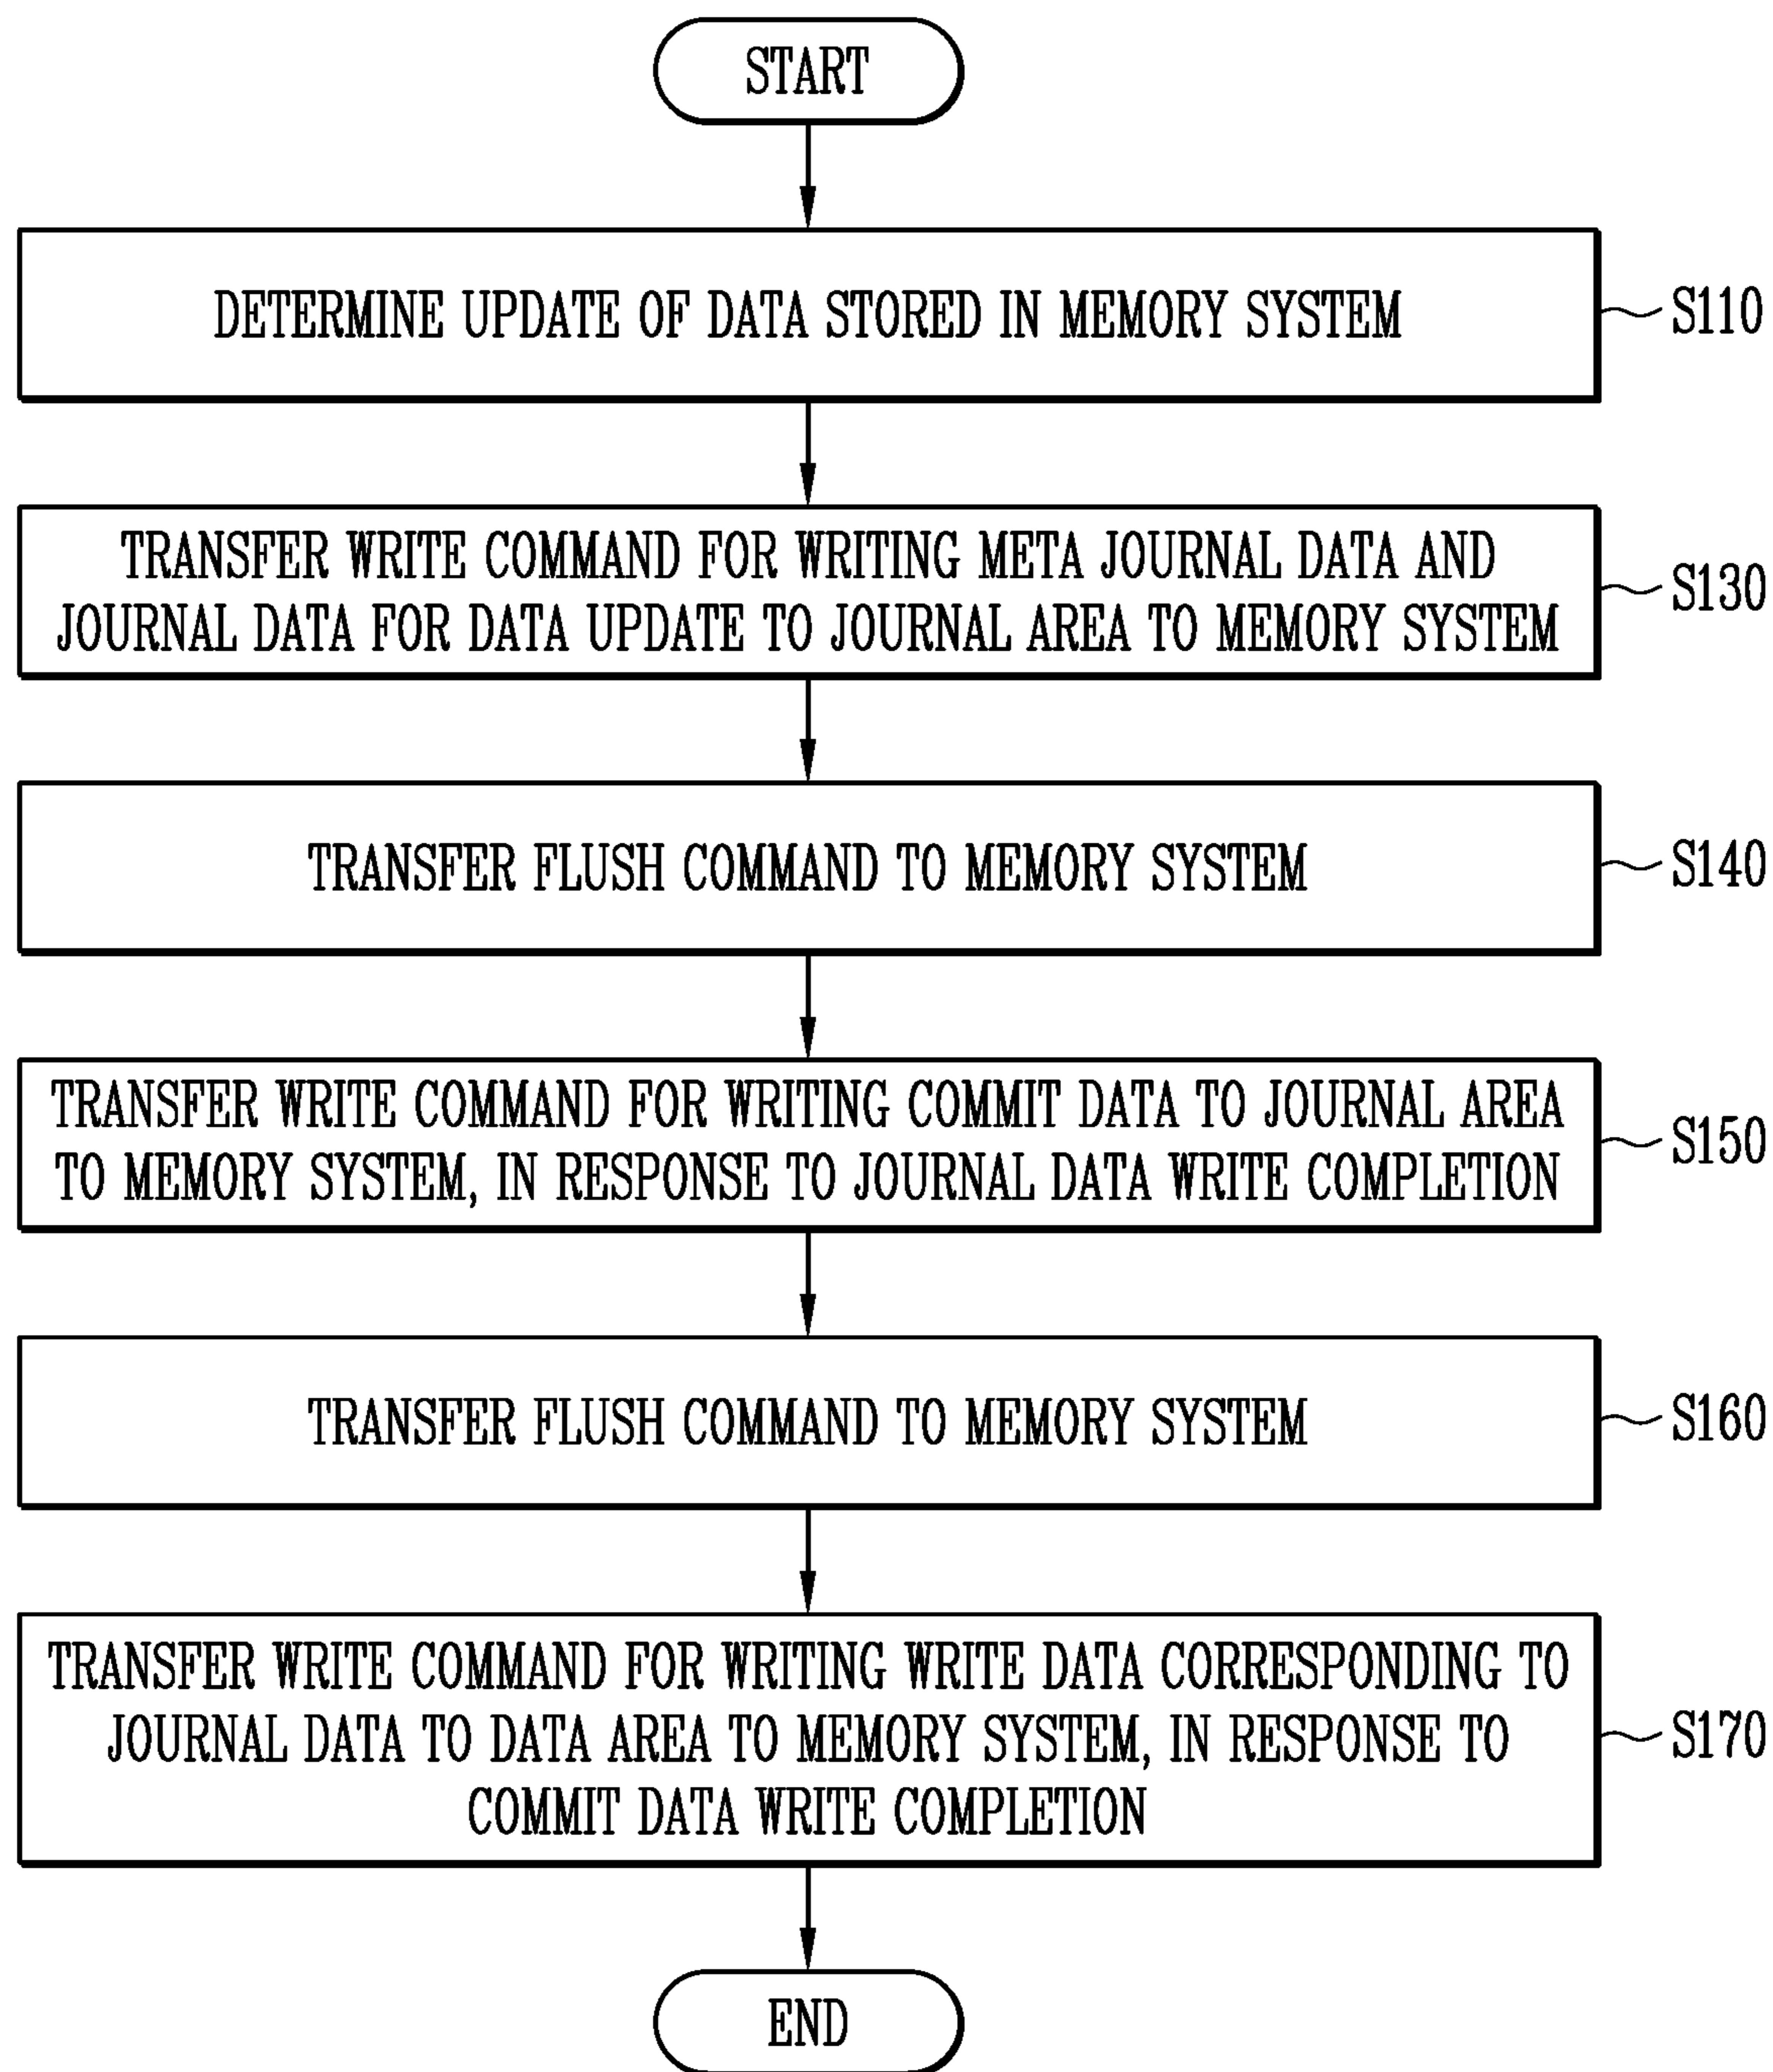 START
DETERMINE UPDATE OF DATA STORED IN MEMORY SYSTEM
S110
TRANSFER WRITE COMMAND FOR WRITING META JOURNAL DATA AND
JOURNAL DATA FOR DATA UPDATE TO JOURNAL AREA TO MEMORY SYSTEM
S130
TRANSFER FLUSH COMMAND TO MEMORY SYSTEM
S140
TRANSFER WRITE COMMAND FOR WRITING COMMIT DATA TO JOURNAL AREA
TO MEMORY SYSTEM, IN RESPONSE TO JOURNAL DATA WRITE COMPLETION
S150
TRANSFER FLUSH COMMAND TO MEMORY SYSTEM
S160
TRANSFER WRITE COMMAND FOR WRITING WRITE DATA CORRESPONDING TO
JOURNAL DATA TO DATA AREA TO MEMORY SYSTEM, IN RESPONSE TO
COMMIT DATA WRITE COMPLETION
S170
END